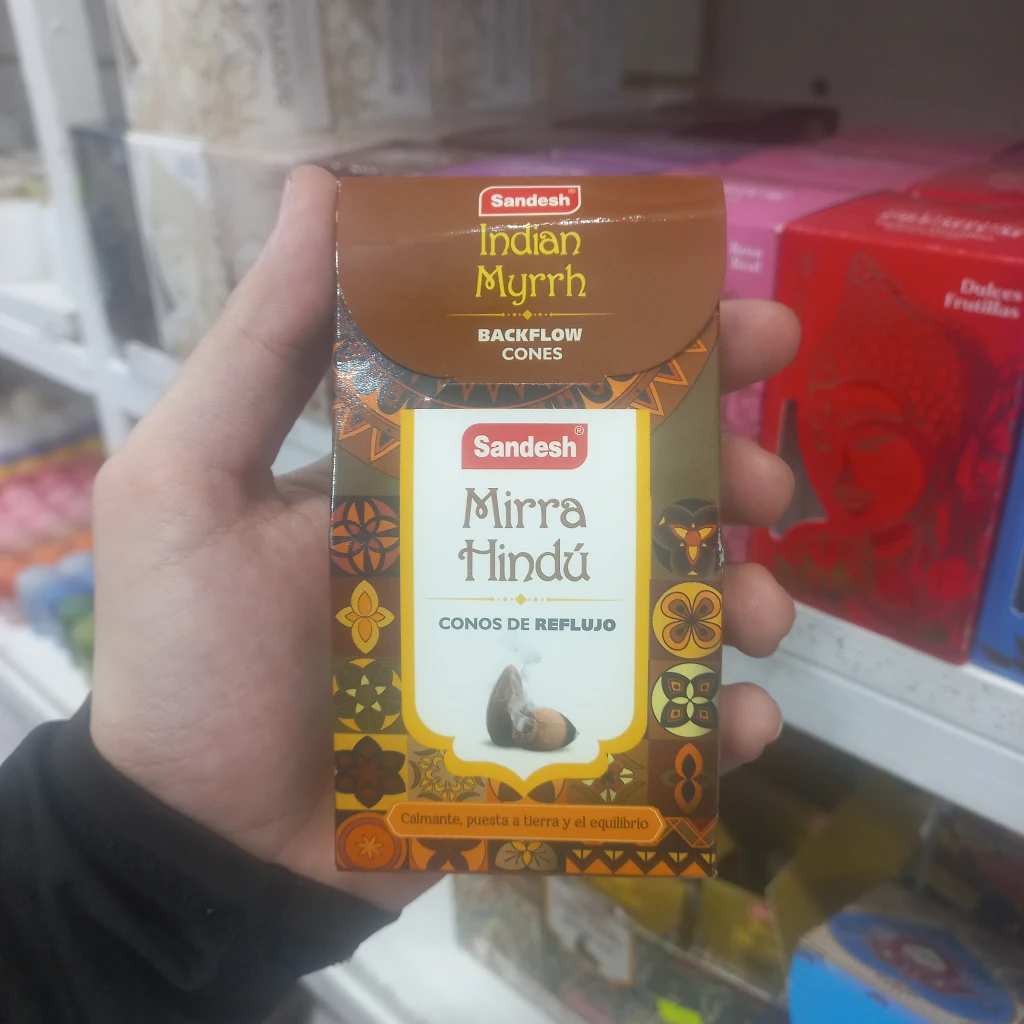 Sandesh®
Indian
Myrrh
BACKFLOW
CONES
Sandesh®
Mirra
Hindú
CONOS DE REFLUJO
Calmante, puesta a tierra y el equilibrio
Dulces
Frutillas